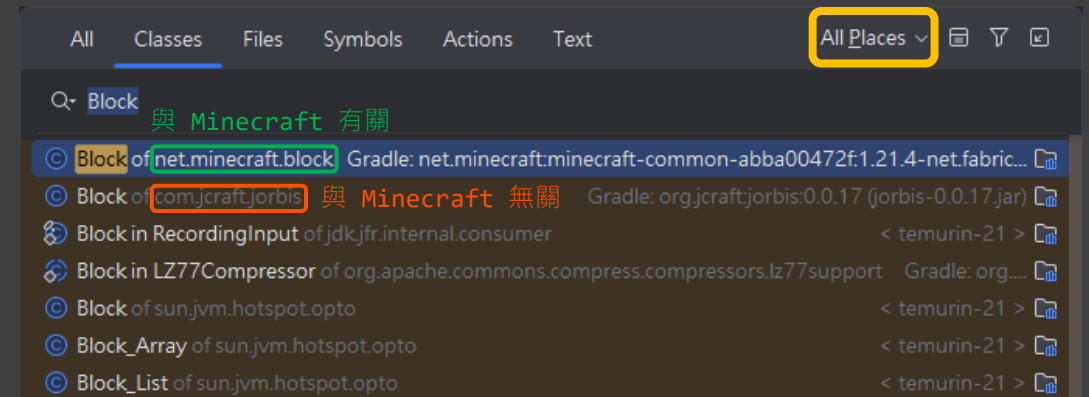 All Classes Files Symbols Actions Text All Places
Block
與 Minecraft 有關
Block of net.minecraft.block Gradle: net.minecraft:minecraft-common-abba00472f:1.21.4-net.fabric...
Block of com.jcraft.jorbis 與 Minecraft 無關 Gradle: org.jcraft:jorbis:0.0.17 (jorbis-0.0.17.jar)
Block in RecordingInput of jdk.jfr.internal.consumer < temurin-21 >
Block in LZ77Compressor of org.apache.commons.compress.compressors.lz77support Gradle: org....
Block of sun.jvm.hotspot.opto < temurin-21 >
Block_Array of sun.jvm.hotspot.opto < temurin-21 >
Block_List of sun.jvm.hotspot.opto < temurin-21 >